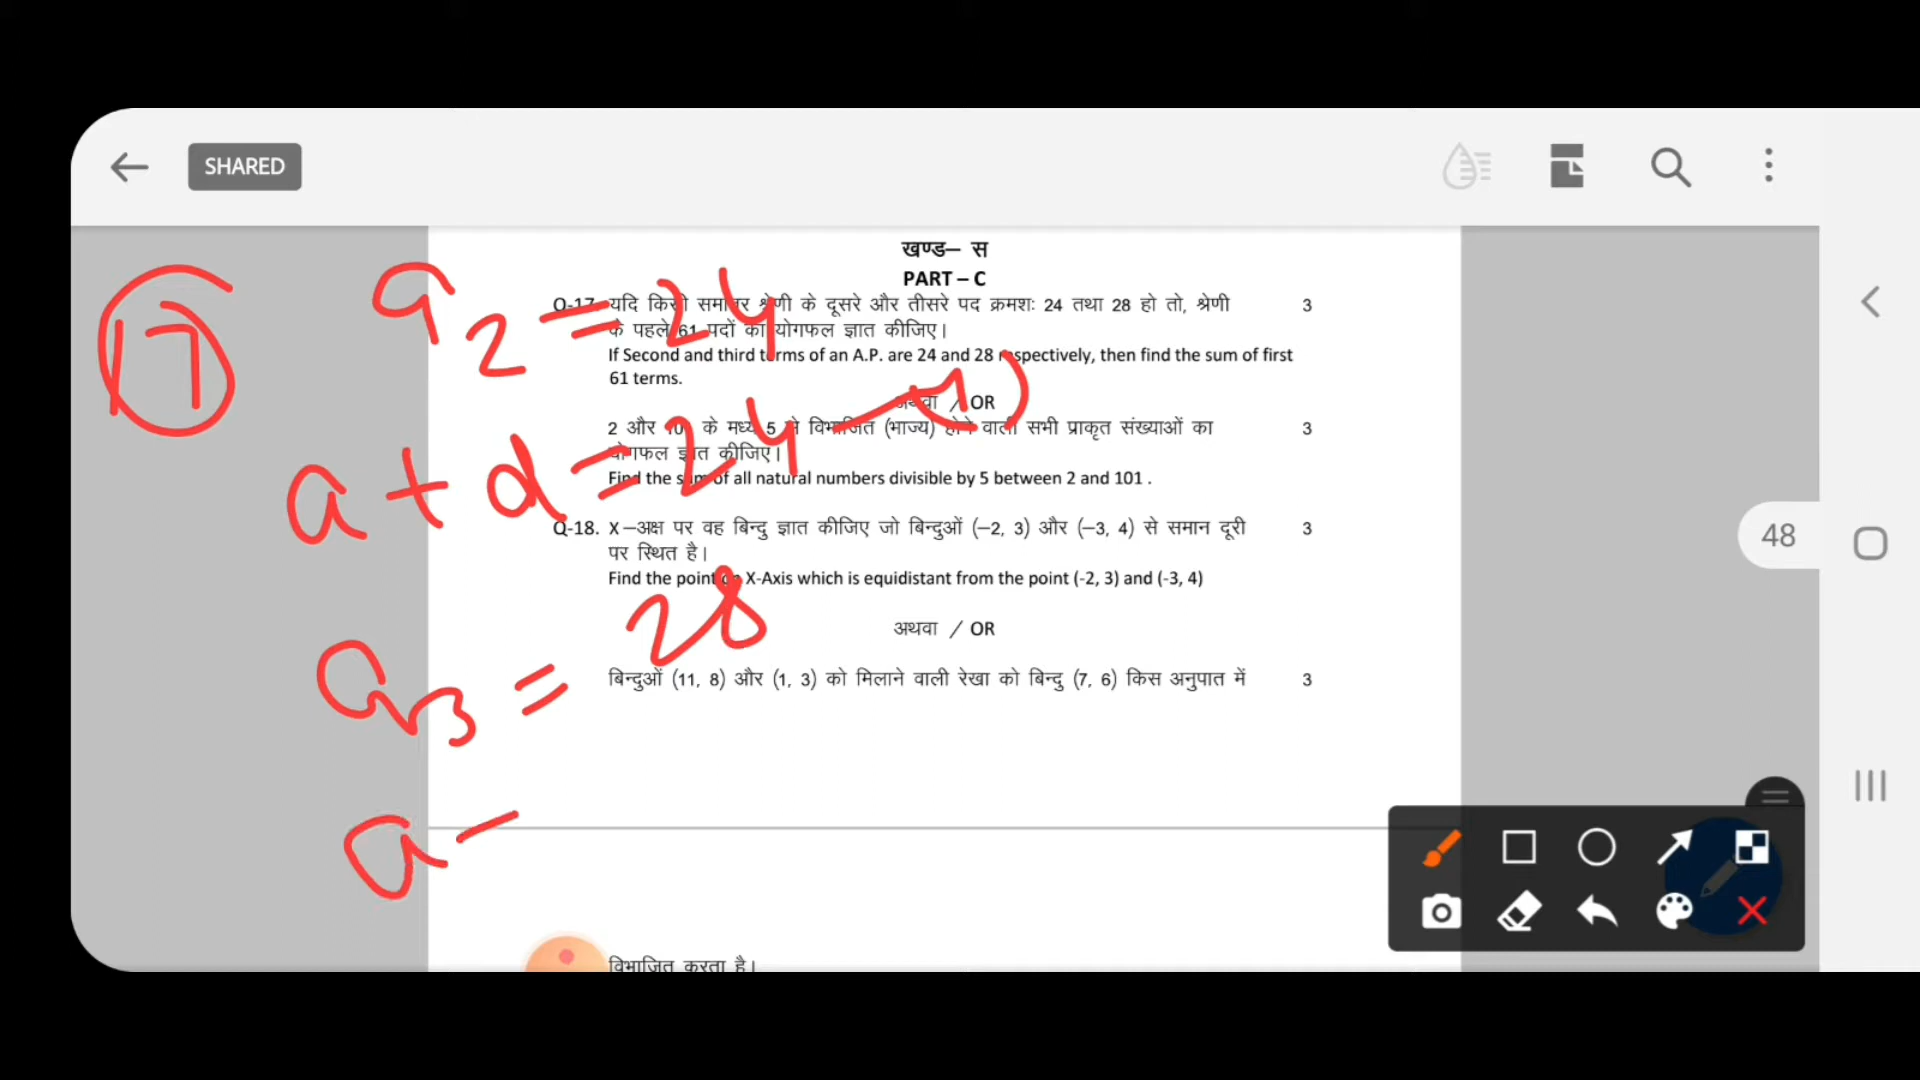 SHARED
खण्ड– स
PART – C
Q-17. यदि किसी समान्तर श्रेणी के दूसरे और तीसरे पद क्रमशः 24 तथा 28 हो तो, श्रेणी 3
के पहले 61 पदों का योगफल ज्ञात कीजिए।
If Second and third terms of an A.P. are 24 and 28 respectively, then find the sum of first
61 terms.
अथवा / OR
2 और 101 के मध्य 5 से विभाजित (भाज्य) होने वाली सभी प्राकृत संख्याओं का 3
योगफल ज्ञात कीजिए।
Find the sum of all natural numbers divisible by 5 between 2 and 101 .
Q-18. X –अक्ष पर वह बिन्दु ज्ञात कीजिए जो बिन्दुओं (–2, 3) और (–3, 4) से समान दूरी 3
पर स्थित है।
Find the point on X-Axis which is equidistant from the point (-2, 3) and (-3, 4)
अथवा / OR
बिन्दुओं (11, 8) और (1, 3) को मिलाने वाली रेखा को बिन्दु (7, 6) किस अनुपात में 3
विभाजित करता है।
48
17
a2 = 24
a + d = 24 — (1)
a3 = 28
a –